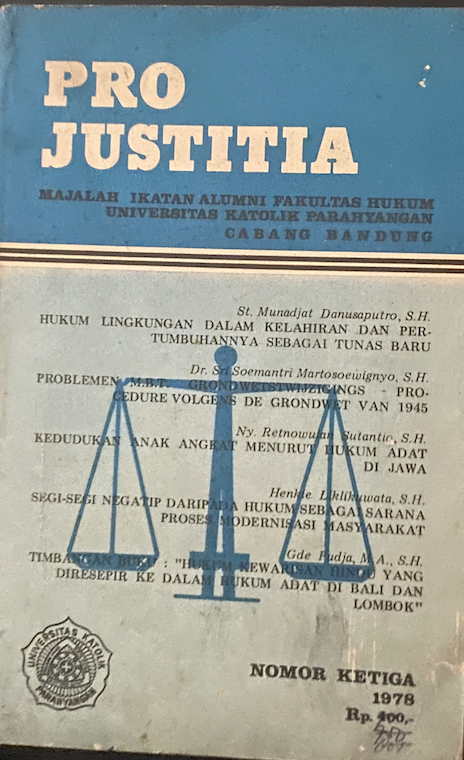 PRO
JUSTITIA
MAJALAH IKATAN ALUMNI FAKULTAS HUKUM
UNIVERSITAS KATOLIK PARAHYANGAN
CABANG BANDUNG
St. Munadjat Danusaputro, S.H.
HUKUM LINGKUNGAN DALAM KELAHIRAN DAN PER-
TUMBUHANNYA SEBAGAI TUNAS BARU
Dr. Sri Soemantri Martosoewignyo, S.H.
PROBLEMEN M.B.T. GRONDWETSTWIJZIGINGS - PRO-
CEDURE VOLGENS DE GRONDWET VAN 1945
Ny. Retnowulan Sutantio, S.H.
KEDUDUKAN ANAK ANGKAT MENURUT HUKUM ADAT
DI JAWA
Henkie Liklikuwata, S.H.
SEGI-SEGI NEGATIP DARIPADA HUKUM SEBAGAI SARANA
PROSES MODERNISASI MASYARAKAT
Gde Pudja, M.A., S.H.
TIMBANGAN BUKU : "HUKUM KEWARISAN HINDU YANG
DIRESEPIR KE DALAM HUKUM ADAT DI BALI DAN
LOMBOK"
UNIVERSITAS KATOLIK
PARAHYANGAN
NOMOR KETIGA
1978
Rp. 400,-